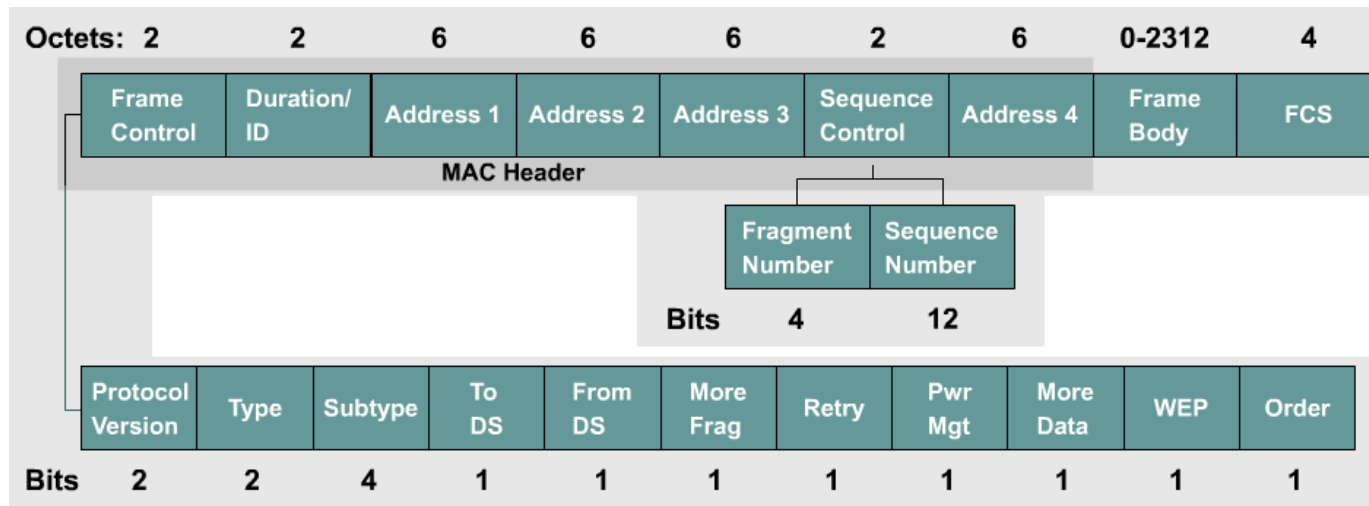 Octets: 2 2 6 6 6 2 6 0-2312 4
Frame Control Duration/ ID Address 1 Address 2 Address 3 Sequence Control Address 4 Frame Body FCS
MAC Header
Fragment Number Sequence Number
Bits 4 12
Protocol Version Type Subtype To DS From DS More Frag Retry Pwr Mgt More Data WEP Order
Bits 2 2 4 1 1 1 1 1 1 1 1